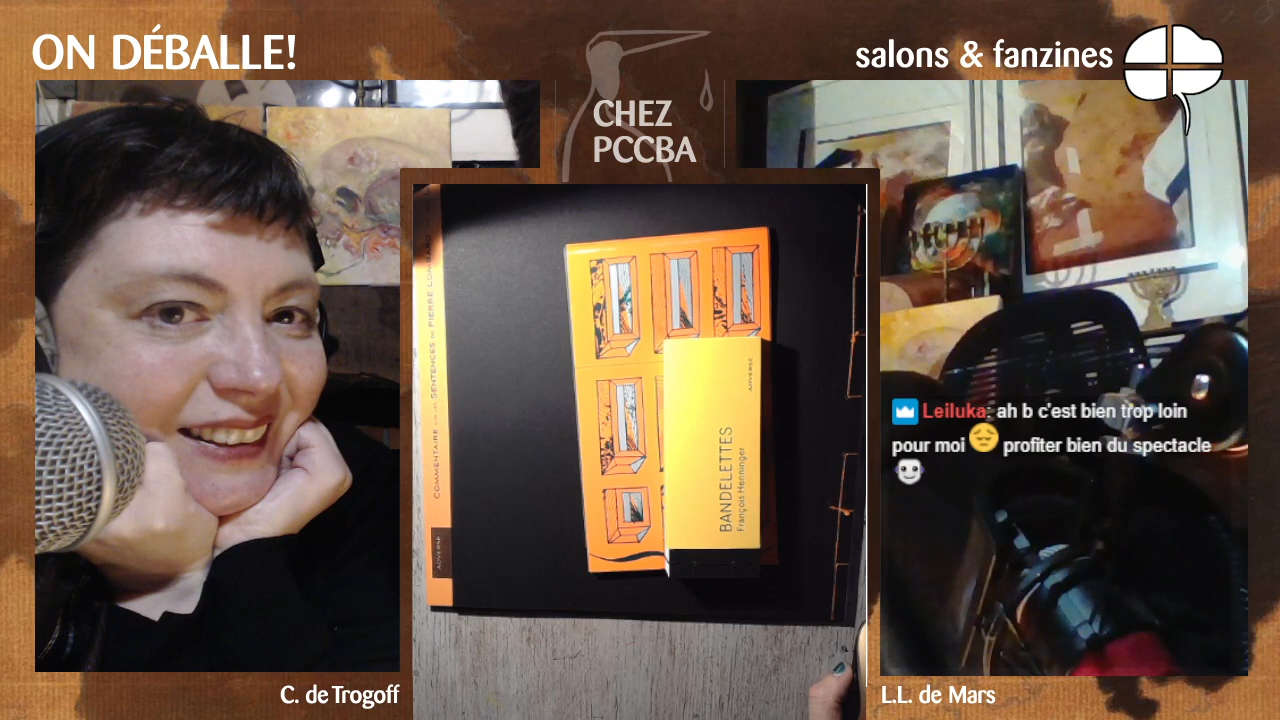 ON DÉBALLE!
salons & fanzines
CHEZ
PCCBA
COMMENTAIRE SUR LES SENTENCES DE PIERRE LOMBARD
ADVERSE
ADVERSE
BANDELETTES
François Henninger
Leiluka: ah b c'est bien trop loin
pour moi profiter bien du spectacle
C. de Trogoff
L.L. de Mars